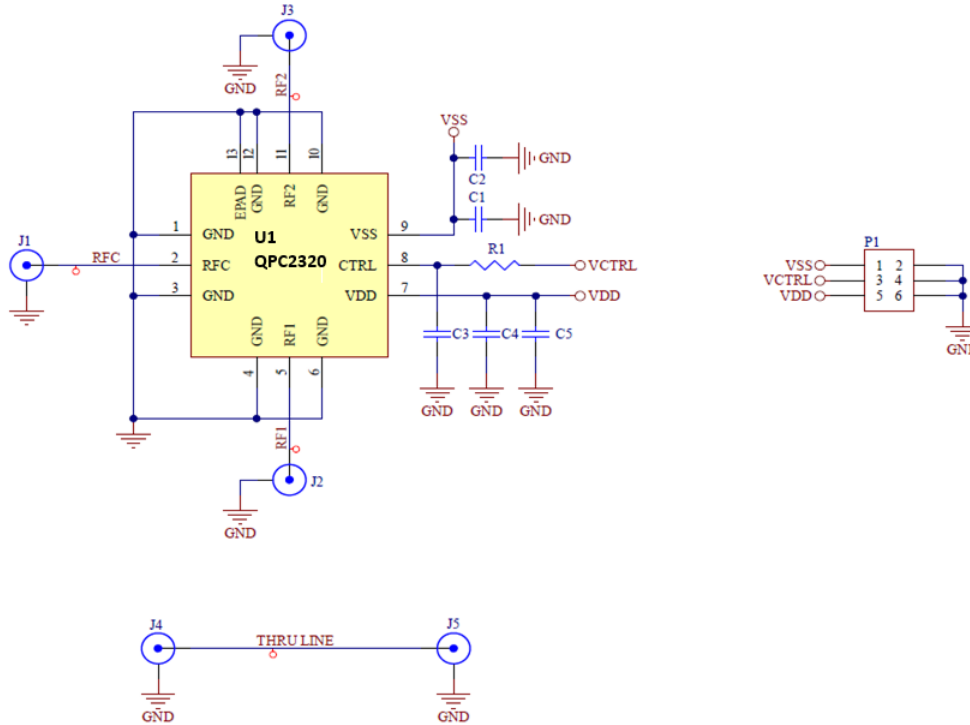 J3
GND
RF2
VSS
13
12
11
10
C2
GND
EPAD
GND
RF2
GND
C1
GND
1
GND
U1
VSS
9
J1
RFC
2
RFC
QPC2320
CTRL
8
R1
VCTRL
3
GND
VDD
7
VDD
GND
RF1
GND
C3
C4
C5
4
5
6
GND
GND
GND
RF1
J2
GND
P1
VSS
1 2
VCTRL
3 4
VDD
5 6
GND
J4
THRU LINE
J5
GND
GND